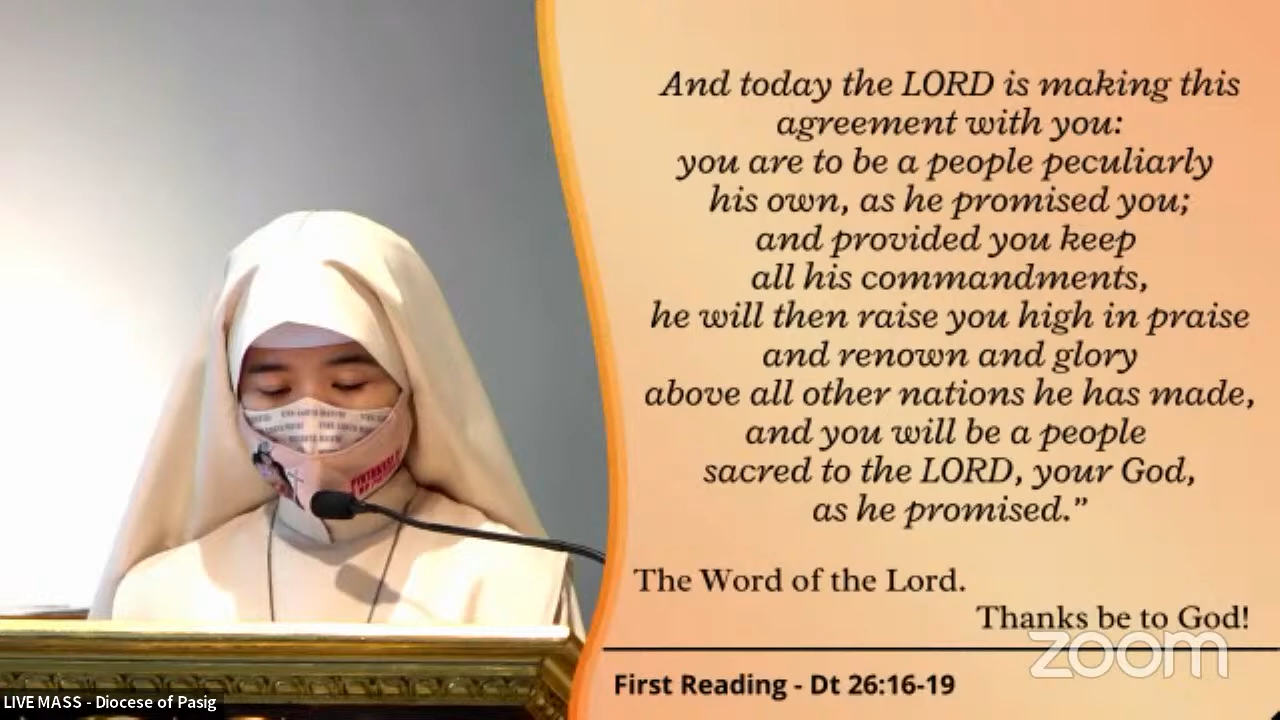 And today the LORD is making this
agreement with you:
you are to be a people peculiarly
his own, as he promised you;
and provided you keep
all his commandments,
he will then raise you high in praise
and renown and glory
above all other nations he has made,
and you will be a people
sacred to the LORD, your God,
as he promised.”
The Word of the Lord.
Thanks be to God!
zoom
First Reading - Dt 26:16-19
LIVE MASS - Diocese of Pasig